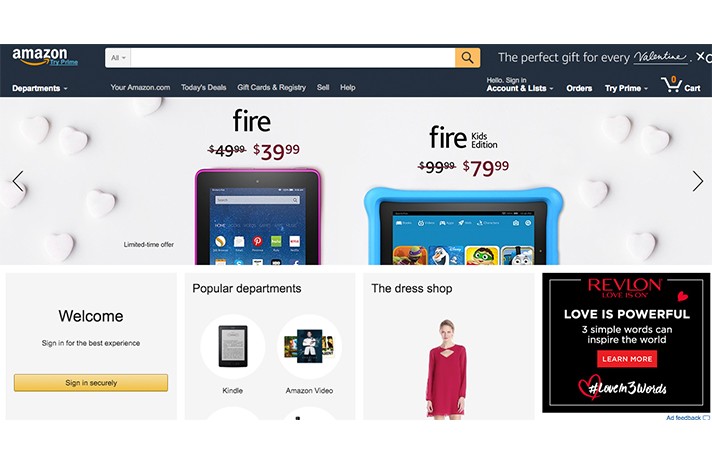 amazon
Try Prime
All
The perfect gift for every Valentine.
Departments
Your Amazon.com Today's Deals Gift Cards & Registry Sell Help
Hello. Sign in
Account & Lists
Orders
Try Prime
0
Cart
fire
$49.99 $39.99
fire Kids Edition
$99.99 $79.99
Limited-time offer
Welcome
Sign in for the best experience
Sign in securely
Popular departments
Kindle
Amazon Video
The dress shop
REVLON
LOVE IS ON
LOVE IS POWERFUL
3 simple words can
inspire the world
LEARN MORE
#LoveIn3Words
Ad feedback